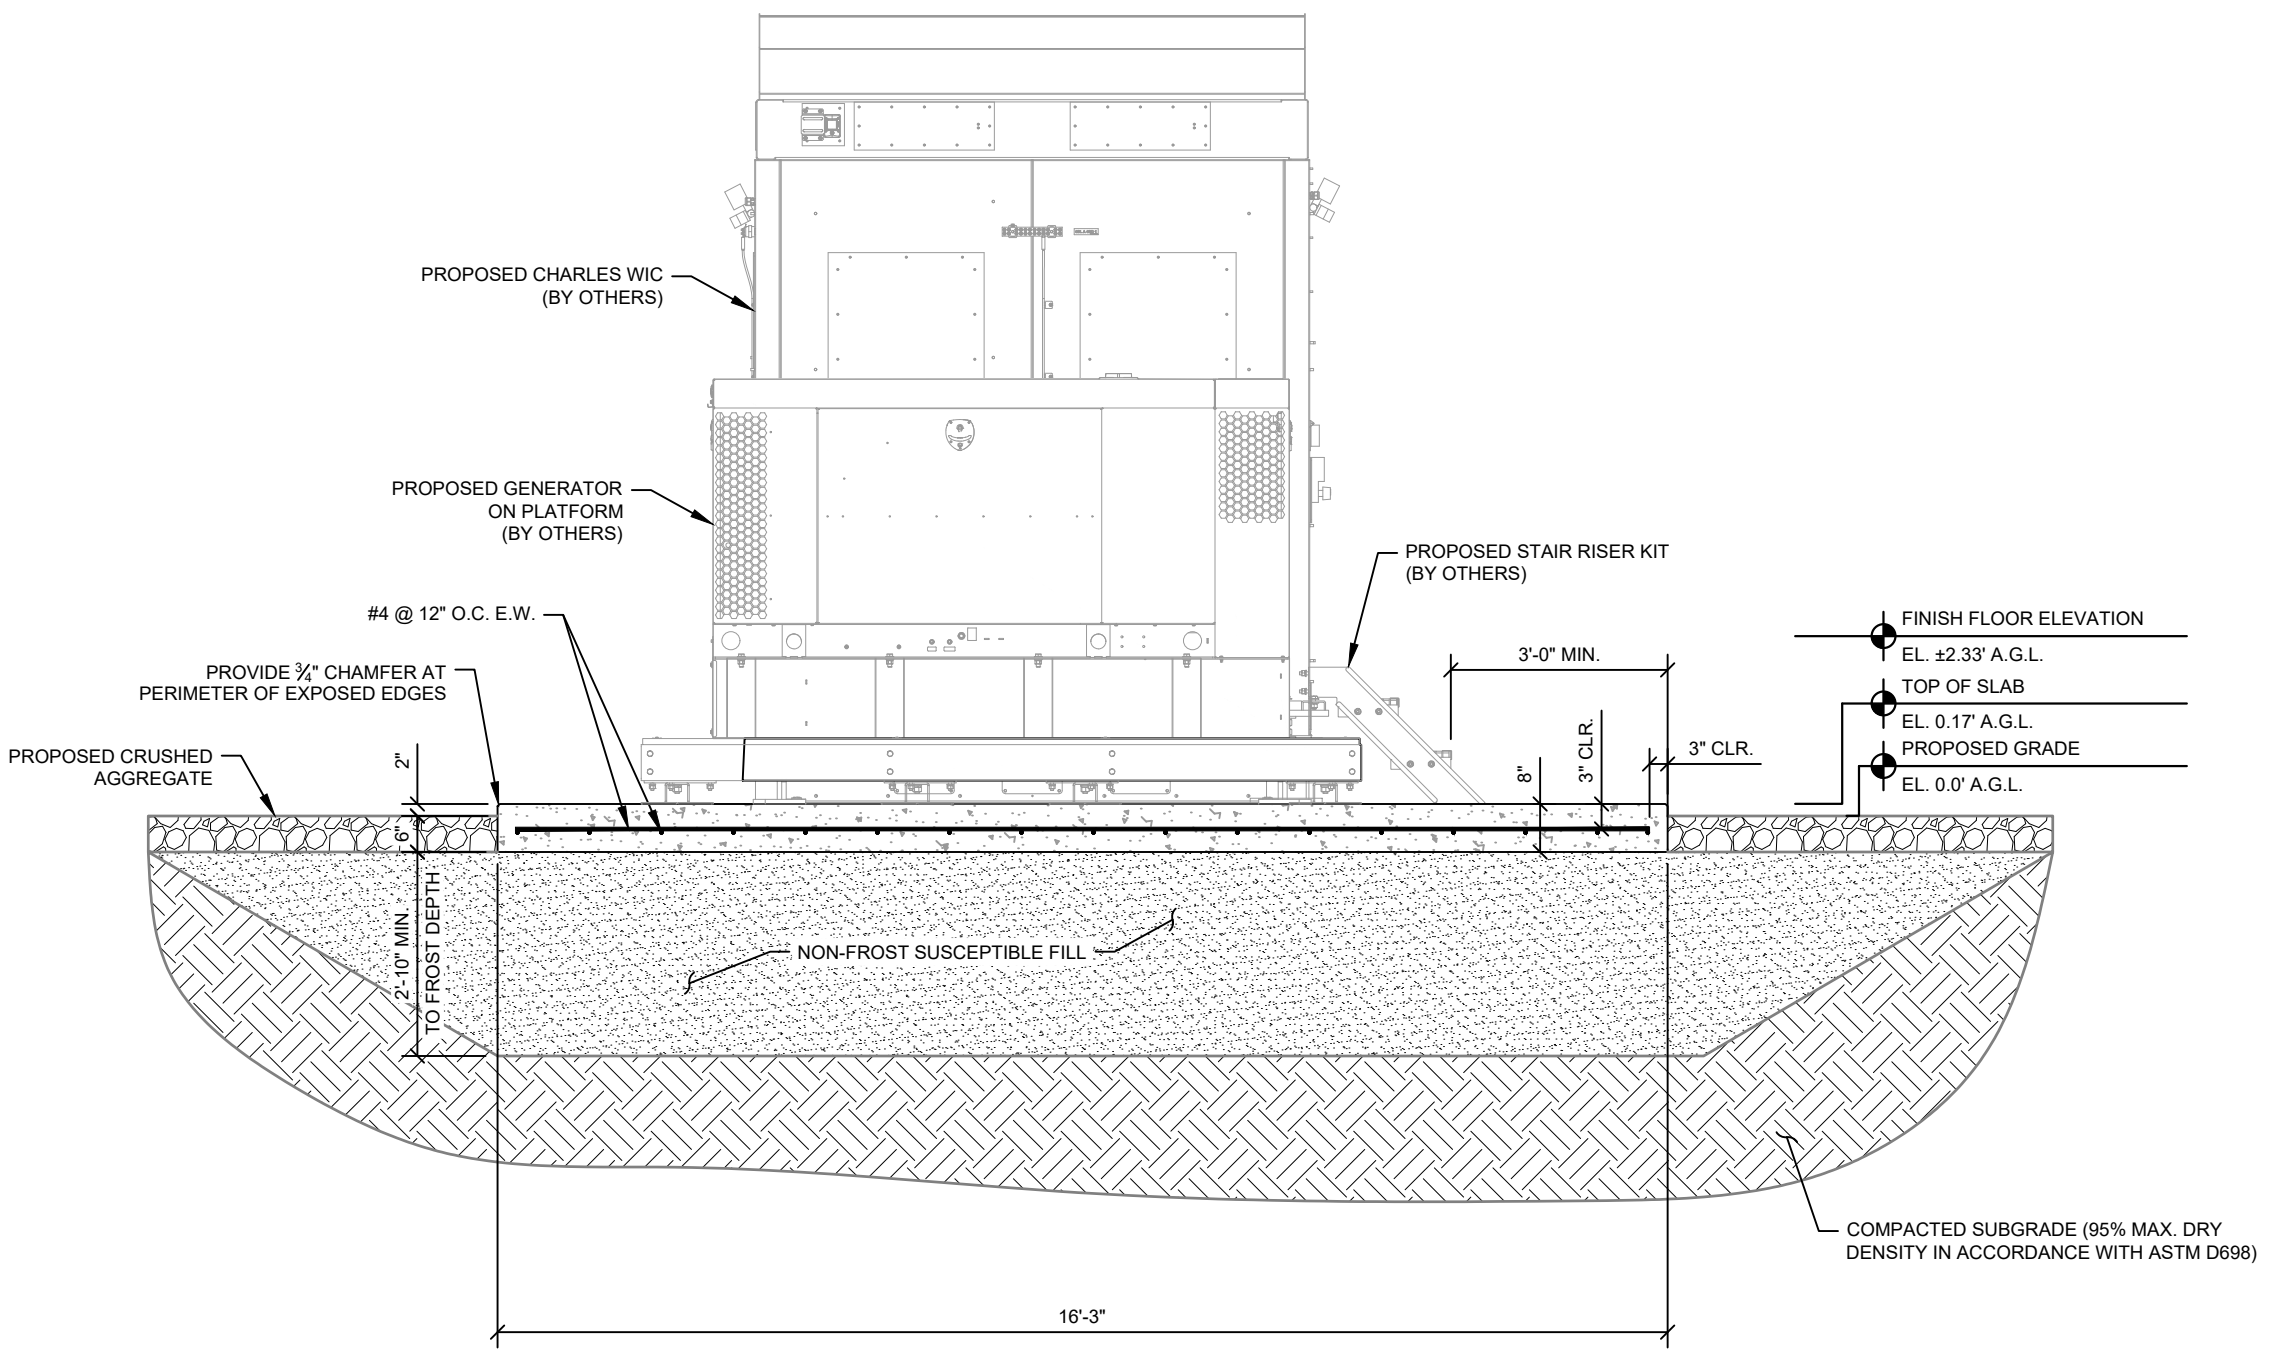 PROPOSED CHARLES WIC
(BY OTHERS)
PROPOSED GENERATOR
ON PLATFORM
(BY OTHERS)
PROPOSED STAIR RISER KIT
(BY OTHERS)
#4 @ 12" O.C. E.W.
PROVIDE ¾" CHAMFER AT
PERIMETER OF EXPOSED EDGES
PROPOSED CRUSHED
AGGREGATE
2"
6"
2'-10" MIN.
TO FROST DEPTH
3'-0" MIN.
8"
3" CLR.
3" CLR.
FINISH FLOOR ELEVATION
EL. ±2.33' A.G.L.
TOP OF SLAB
EL. 0.17' A.G.L.
PROPOSED GRADE
EL. 0.0' A.G.L.
NON-FROST SUSCEPTIBLE FILL
COMPACTED SUBGRADE (95% MAX. DRY
DENSITY IN ACCORDANCE WITH ASTM D698)
16'-3"